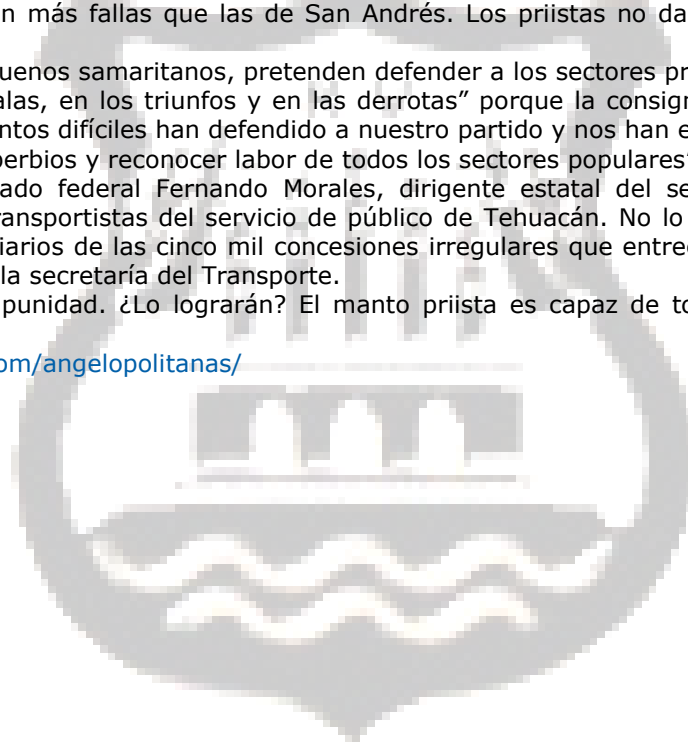 n más fallas que las de San Andrés. Los priistas no da
uenos samaritanos, pretenden defender a los sectores pr
alas, en los triunfos y en las derrotas” porque la consign
ntos difíciles han defendido a nuestro partido y nos han e
perbios y reconocer labor de todos los sectores populares”
ado federal Fernando Morales, dirigente estatal del se
ransportistas del servicio de público de Tehuacán. No lo
iarios de las cinco mil concesiones irregulares que entre
la secretaría del Transporte.
punidad. ¿Lo lograrán? El manto priista es capaz de to
om/angelopolitanas/